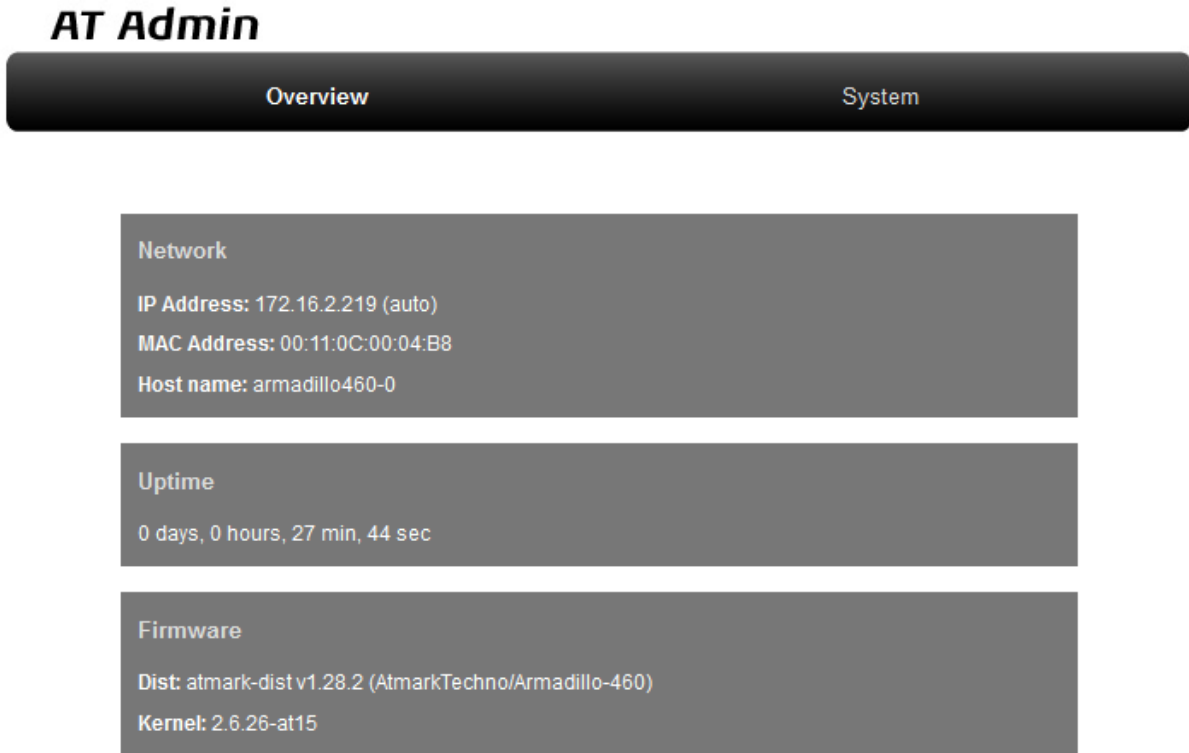 AT Admin
Overview System
Network
IP Address: 172.16.2.219 (auto)
MAC Address: 00:11:0C:00:04:B8
Host name: armadillo460-0
Uptime
0 days, 0 hours, 27 min, 44 sec
Firmware
Dist: atmark-dist v1.28.2 (AtmarkTechno/Armadillo-460)
Kernel: 2.6.26-at15